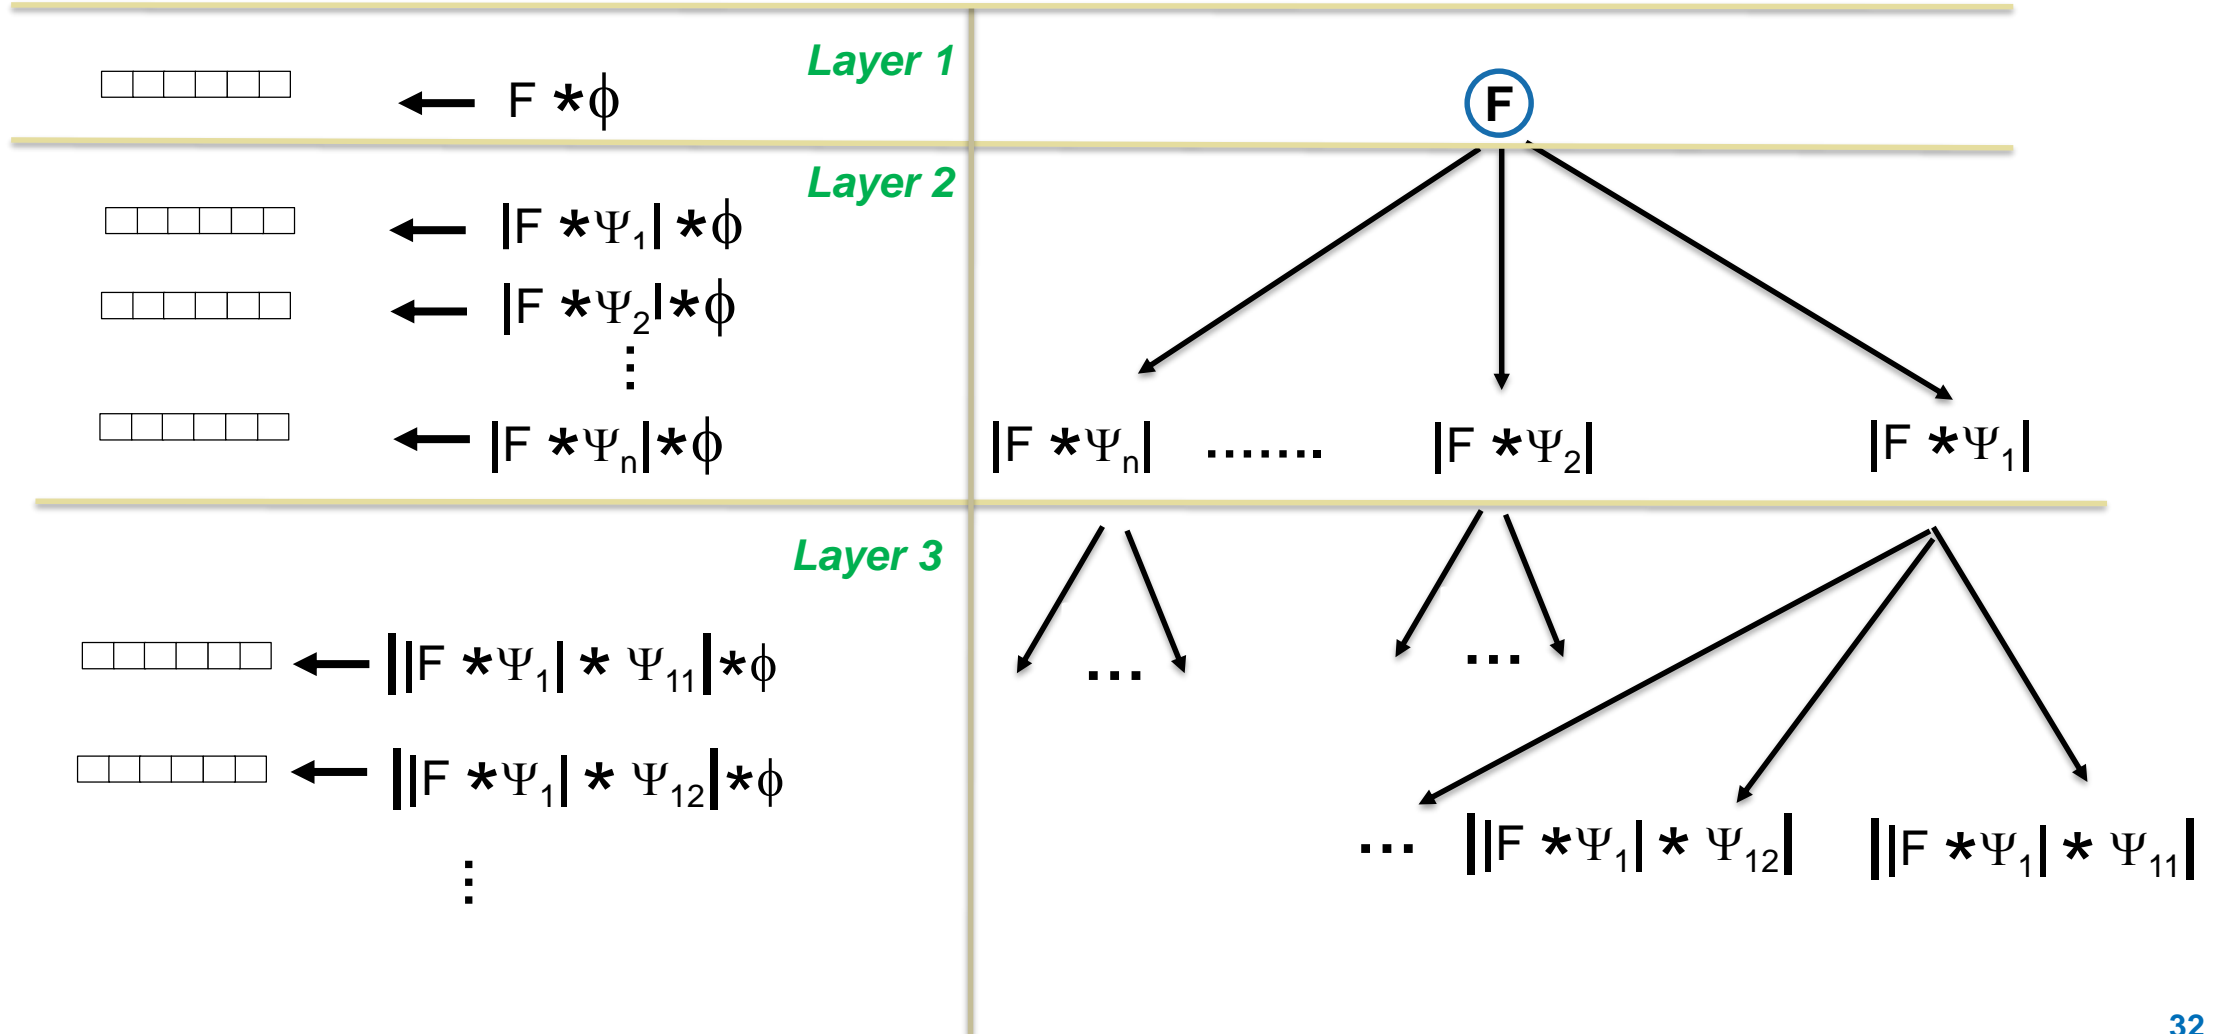 Layer 1
F *ϕ
F
Layer 2
|F *Ψ₁| *ϕ
|F *Ψ₂|*ϕ
⋮
|F *Ψₙ|*ϕ
|F *Ψₙ| ....... |F *Ψ₂| |F *Ψ₁|
Layer 3
||F *Ψ₁| * Ψ₁₁|*ϕ
... ...
||F *Ψ₁| * Ψ₁₂|*ϕ
⋮
... ||F *Ψ₁| * Ψ₁₂| ||F *Ψ₁| * Ψ₁₁|
32